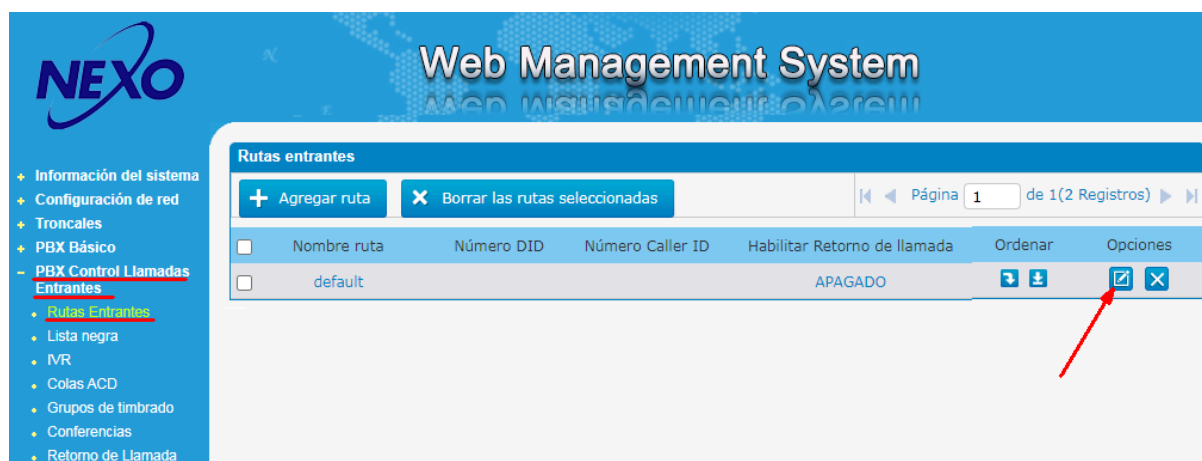 NEXO
Web Management System
Rutas entrantes
Agregar ruta Borrar las rutas seleccionadas Página 1 de 1(2 Registros)
Nombre ruta Número DID Número Caller ID Habilitar Retorno de llamada Ordenar Opciones
default APAGADO
Información del sistema
Configuración de red
Troncales
PBX Básico
PBX Control Llamadas
Entrantes
Rutas Entrantes
Lista negra
IVR
Colas ACD
Grupos de timbrado
Conferencias
Retorno de Llamada